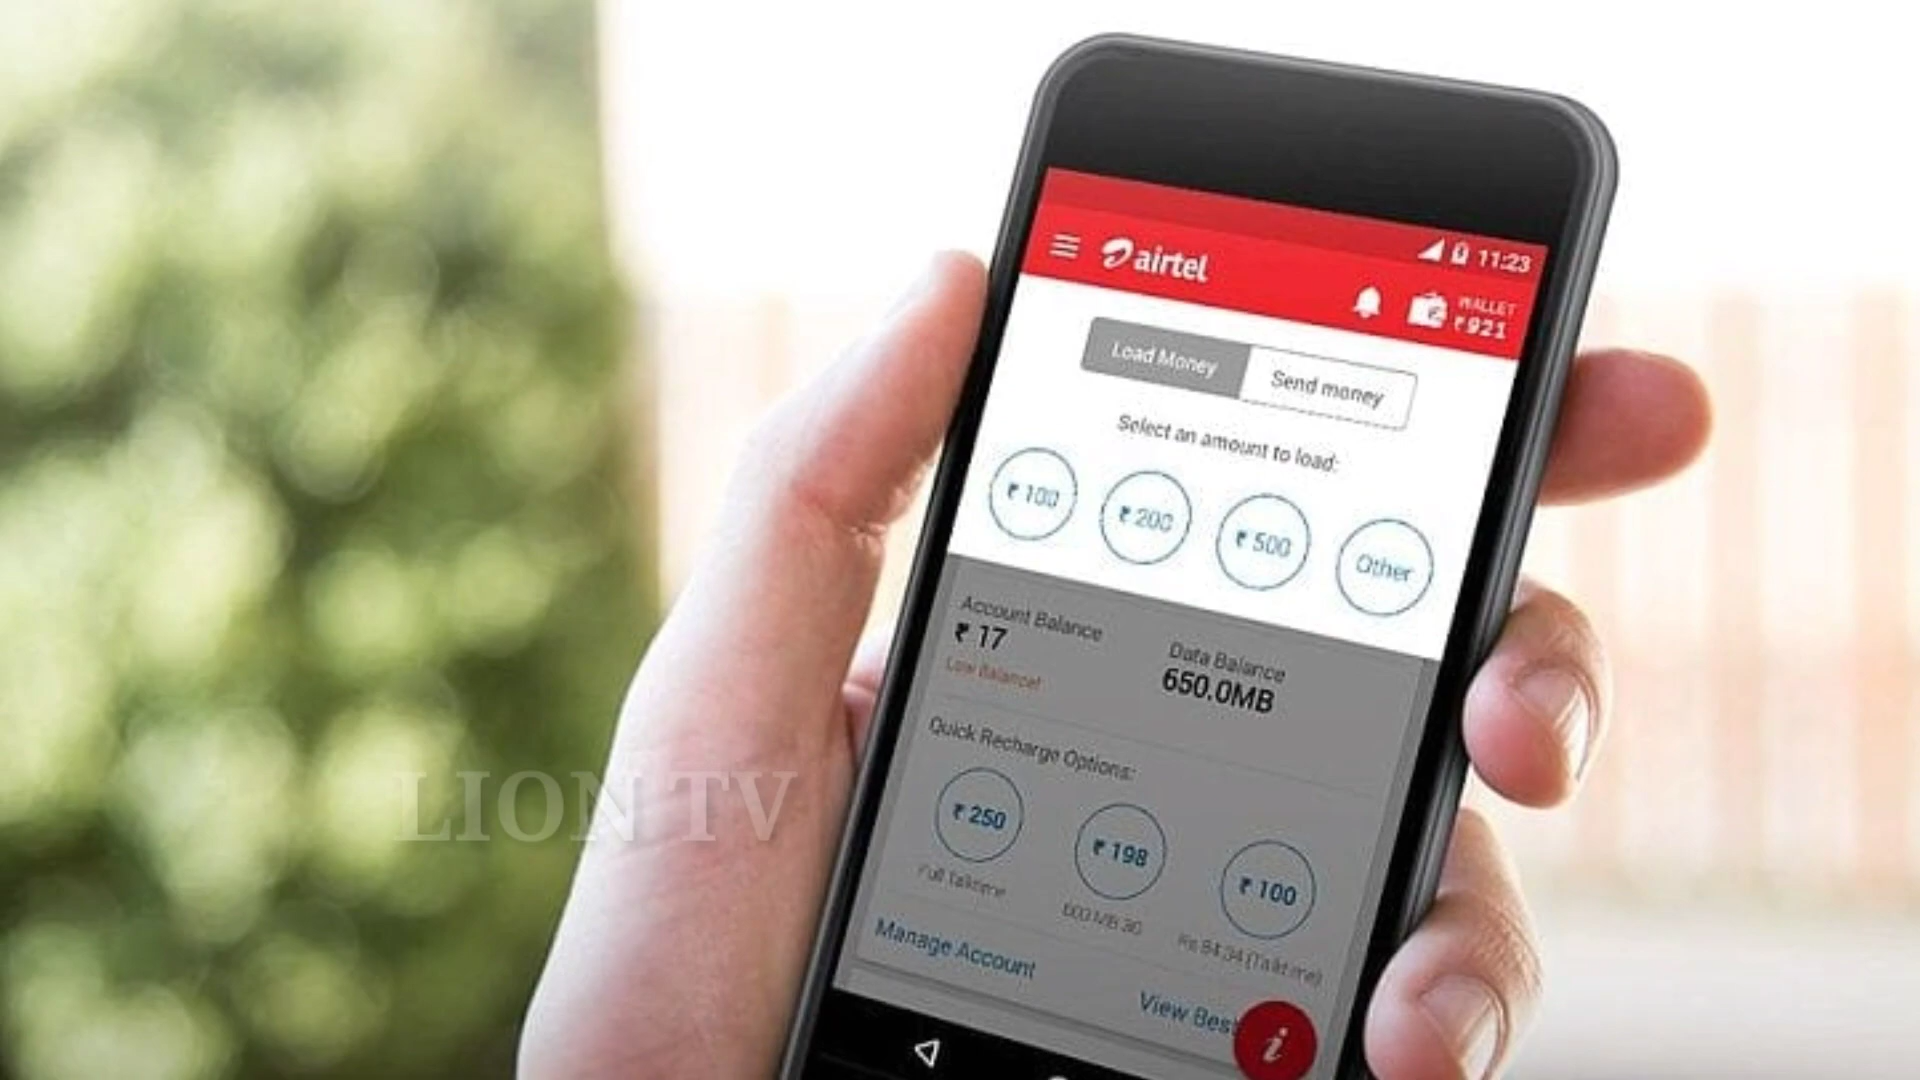 11:23
airtel
WALLET
₹ 921
Load Money
Send money
Select an amount to load:
₹ 100
₹ 200
₹ 500
Other
Account Balance
₹ 17
Low Balance!
Data Balance
650.0MB
Quick Recharge Options:
₹ 250
₹ 198
₹ 100
Full Talktime
600 MB 3G
Rs 84.34 (Talktime)
Manage Account
View Best
i
LION TV